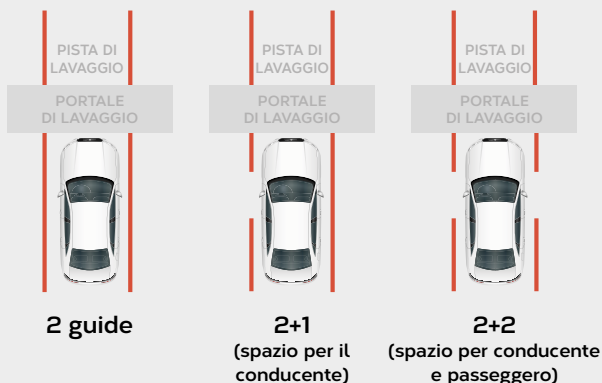 PISTA DI
LAVAGGIO
PORTALE
DI LAVAGGIO
2 guide
PISTA DI
LAVAGGIO
PORTALE
DI LAVAGGIO
2+1
(spazio per il
conducente)
PISTA DI
LAVAGGIO
PORTALE
DI LAVAGGIO
2+2
(spazio per conducente
e passeggero)